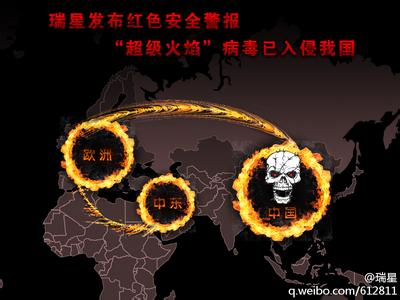 瑞星发布红色安全警报
“超级火焰”病毒已入侵我国
欧洲
中东
中国
@瑞星
q.weibo.com/612811